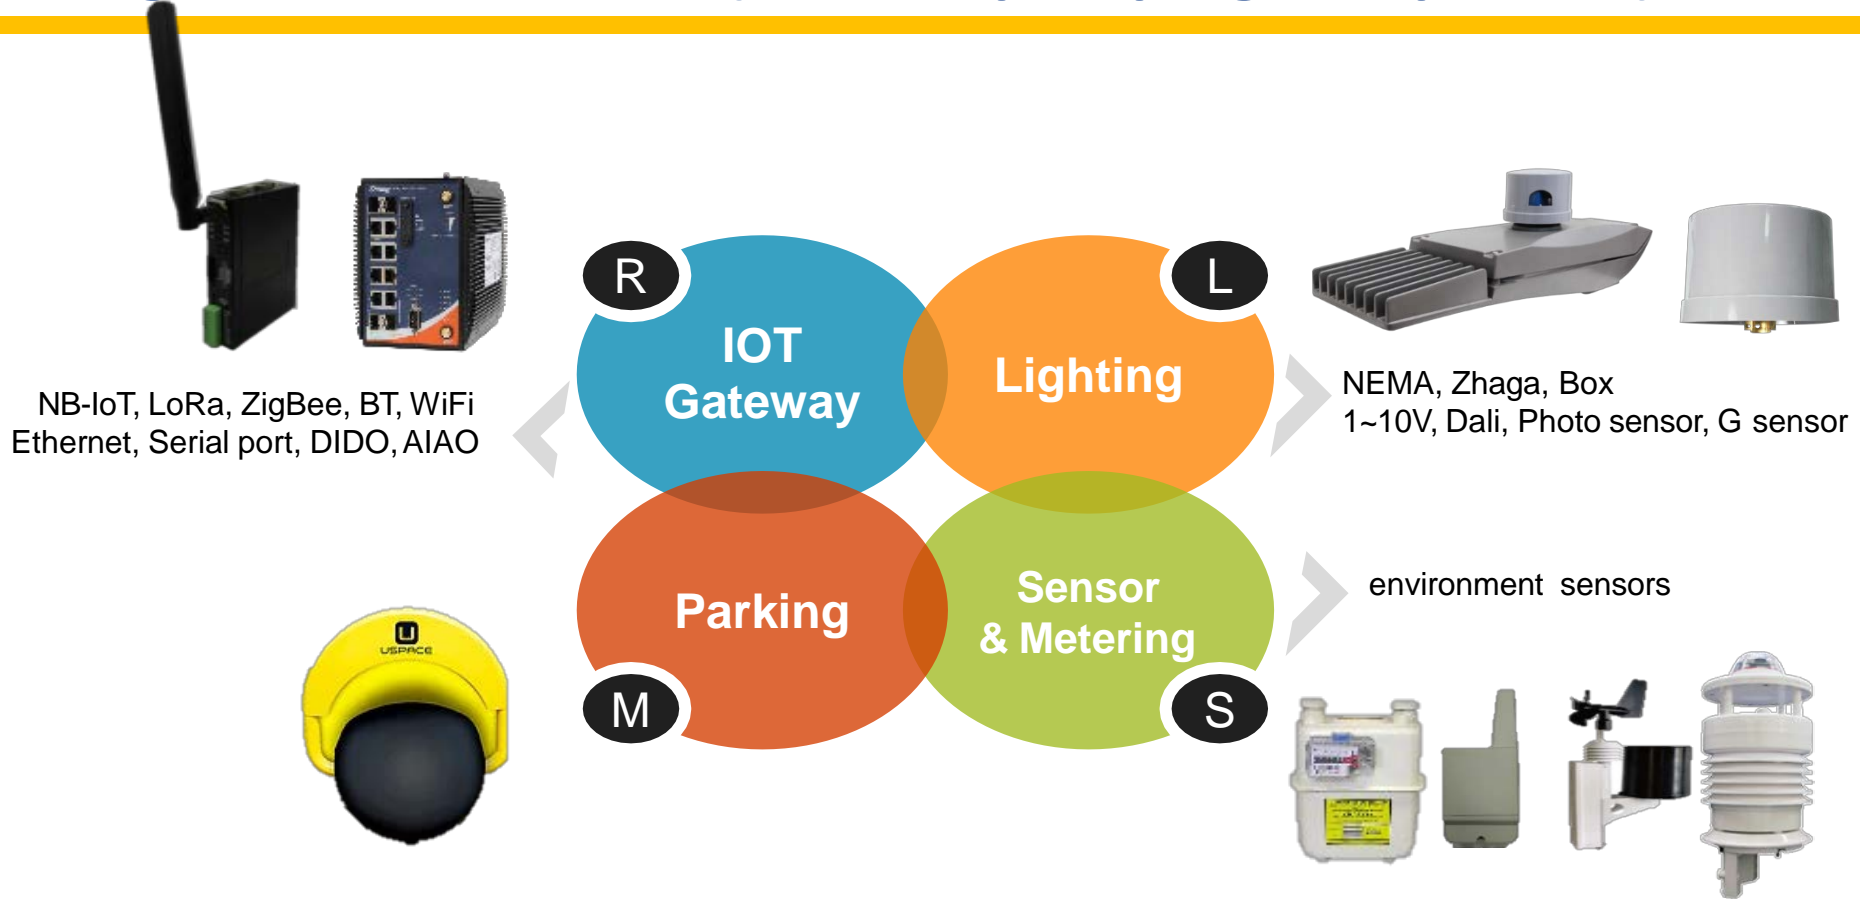 R
L
IOT
Gateway
Lighting
NB-IoT, LoRa, ZigBee, BT, WiFi
Ethernet, Serial port, DIDO, AIAO
NEMA, Zhaga, Box
1~10V, Dali, Photo sensor, G sensor
Parking
Sensor
& Metering
environment sensors
USPACE
M
S